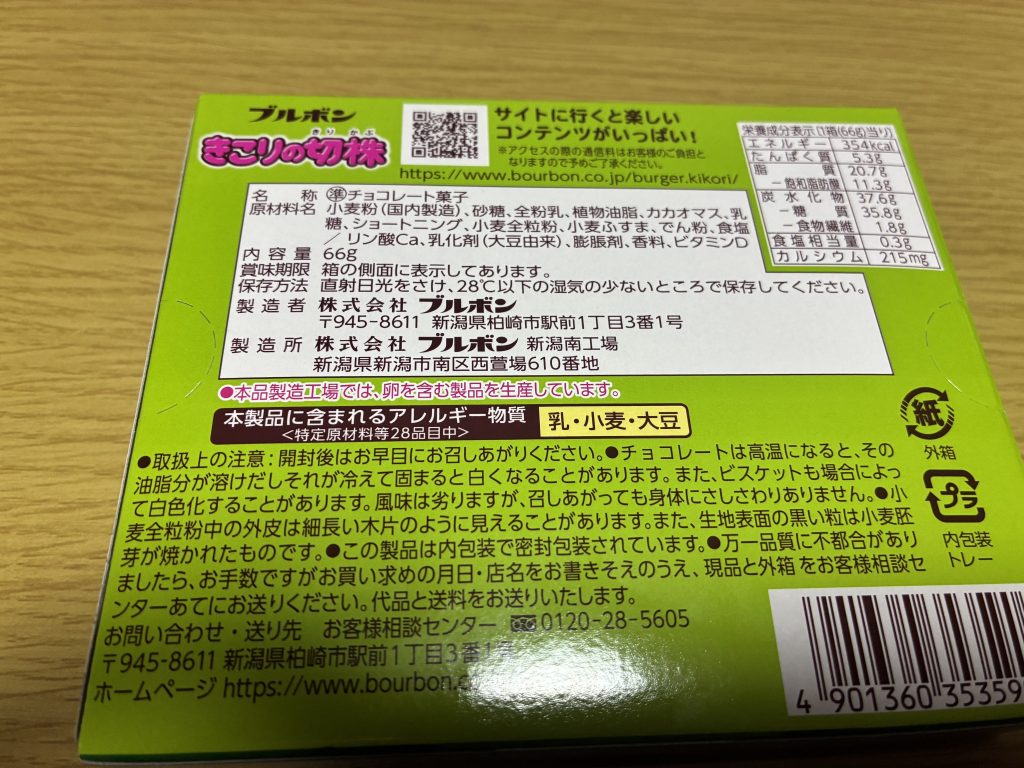 ブルボン
きりかぶ
きこりの切株
サイトに行くと楽しい
コンテンツがいっぱい!
※アクセスの際の通信料はお客様のご負担と
なりますので予めご了承ください。
https://www.bourbon.co.jp/burger.kikori/
栄養成分表示(1箱(66g)当り)
エネルギー 354kcal
たんぱく質 5.3g
脂質 20.7g
−飽和脂肪酸 11.3g
炭水化物 37.6g
−糖質 35.8g
−食物繊維 1.8g
食塩相当量 0.3g
カルシウム 215mg
名称 準チョコレート菓子
原材料名 小麦粉(国内製造)、砂糖、全粉乳、植物油脂、カカオマス、乳
糖、ショートニング、小麦全粒粉、小麦ふすま、でん粉、食塩
/リン酸Ca、乳化剤(大豆由来)、膨脹剤、香料、ビタミンD
内容量 66g
賞味期限 箱の側面に表示してあります。
保存方法 直射日光をさけ、28℃以下の湿気の少ないところで保存してください。
製造者 株式会社 ブルボン
〒945-8611 新潟県柏崎市駅前1丁目3番1号
製造所 株式会社 ブルボン 新潟南工場
新潟県新潟市南区西萱場610番地
●本品製造工場では、卵を含む製品を生産しています。
本製品に含まれるアレルギー物質
<特定原材料等28品目中>
乳・小麦・大豆
紙
外箱
プラ
内包装
トレー
●取扱上の注意:開封後はお早目にお召しあがりください。●チョコレートは高温になると、その
油脂分が溶けだしそれが冷えて固まると白くなることがあります。また、ビスケットも場合によっ
て白色化することがあります。風味は劣りますが、召しあがっても身体にさしさわりありません。●小
麦全粒粉中の外皮は細長い木片のように見えることがあります。また、生地表面の黒い粒は小麦胚
芽が焼かれたものです。●この製品は内包装で密封包装されています。●万一品質に不都合があり
ましたら、お手数ですがお買い求めの月日・店名をお書きそえのうえ、現品と外箱をお客様相談セ
ンターあてにお送りください。代品と送料をお送りいたします。
お問い合わせ・送り先 お客様相談センター 0120-28-5605
〒945-8611 新潟県柏崎市駅前1丁目3番1号
ホームページ https://www.bourbon.c
4 901360 35359